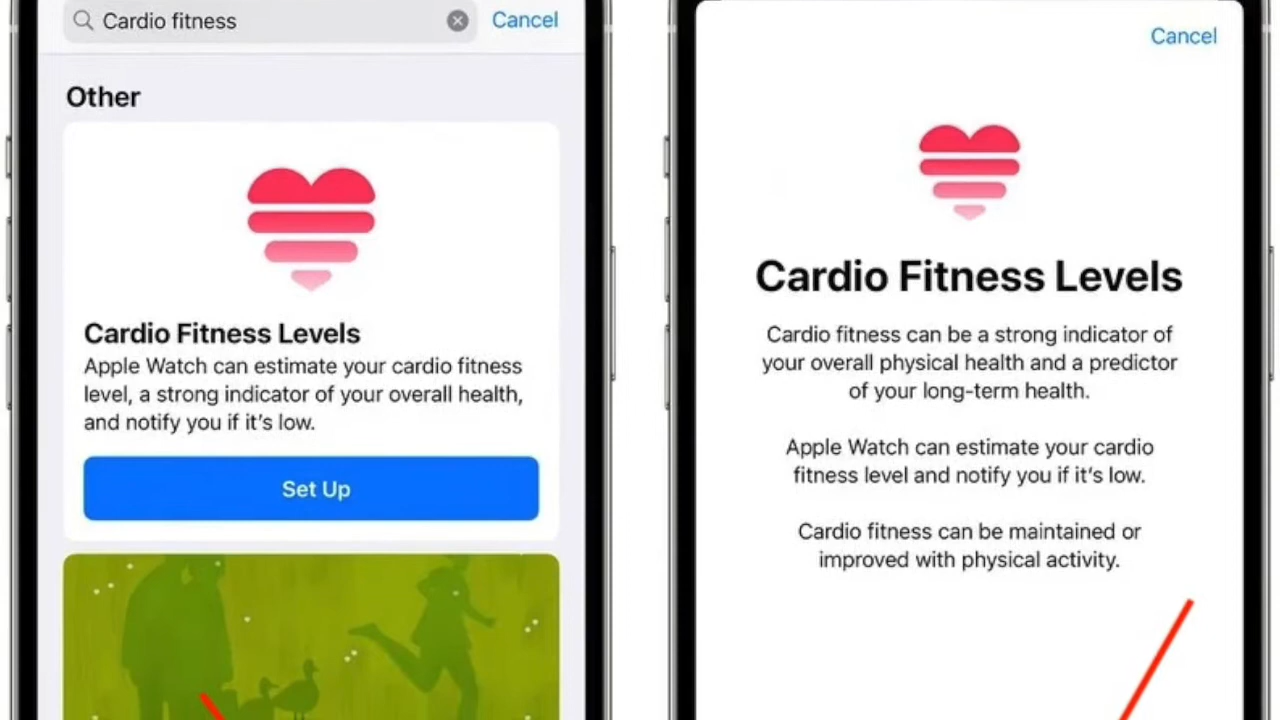 Cardio fitness
Cancel
Other
Cardio Fitness Levels
Apple Watch can estimate your cardio fitness
level, a strong indicator of your overall health,
and notify you if it's low.
Set Up
Cancel
Cardio Fitness Levels
Cardio fitness can be a strong indicator of
your overall physical health and a predictor
of your long-term health.
Apple Watch can estimate your cardio
fitness level and notify you if it's low.
Cardio fitness can be maintained or
improved with physical activity.